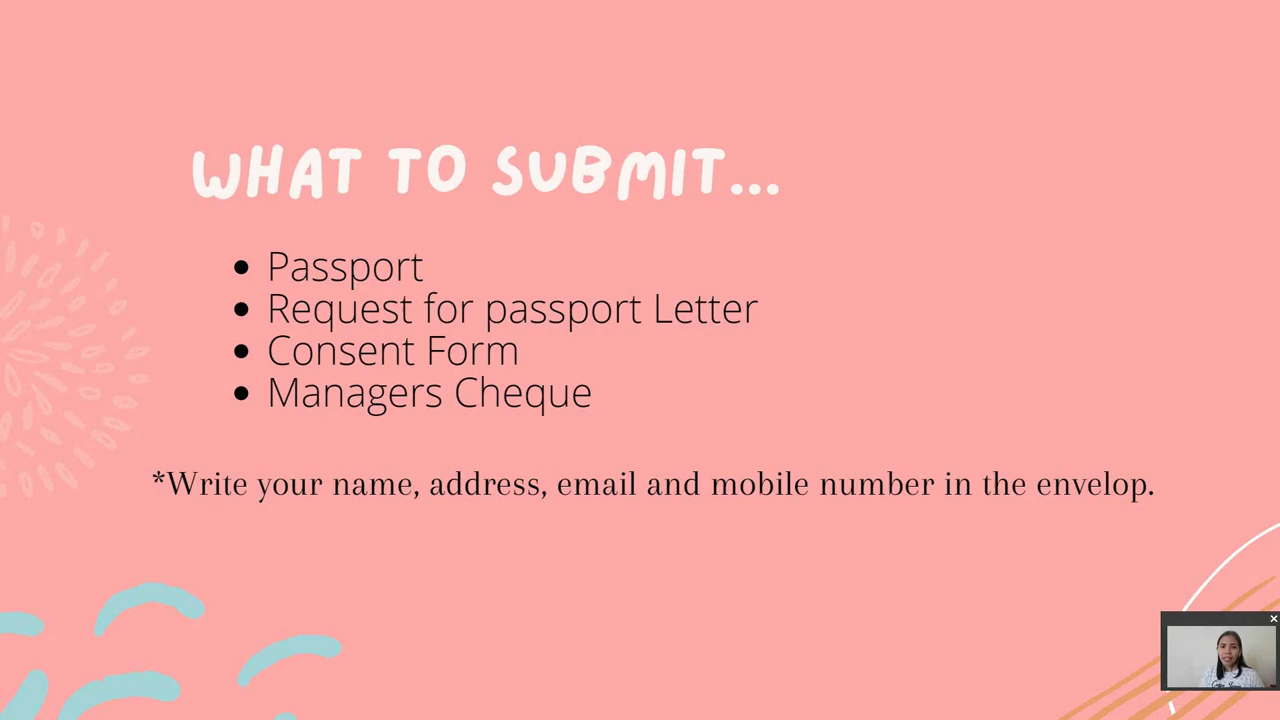 WHAT TO SUBMIT...
• Passport
• Request for passport Letter
• Consent Form
• Managers Cheque
*Write your name, address, email and mobile number in the envelop.